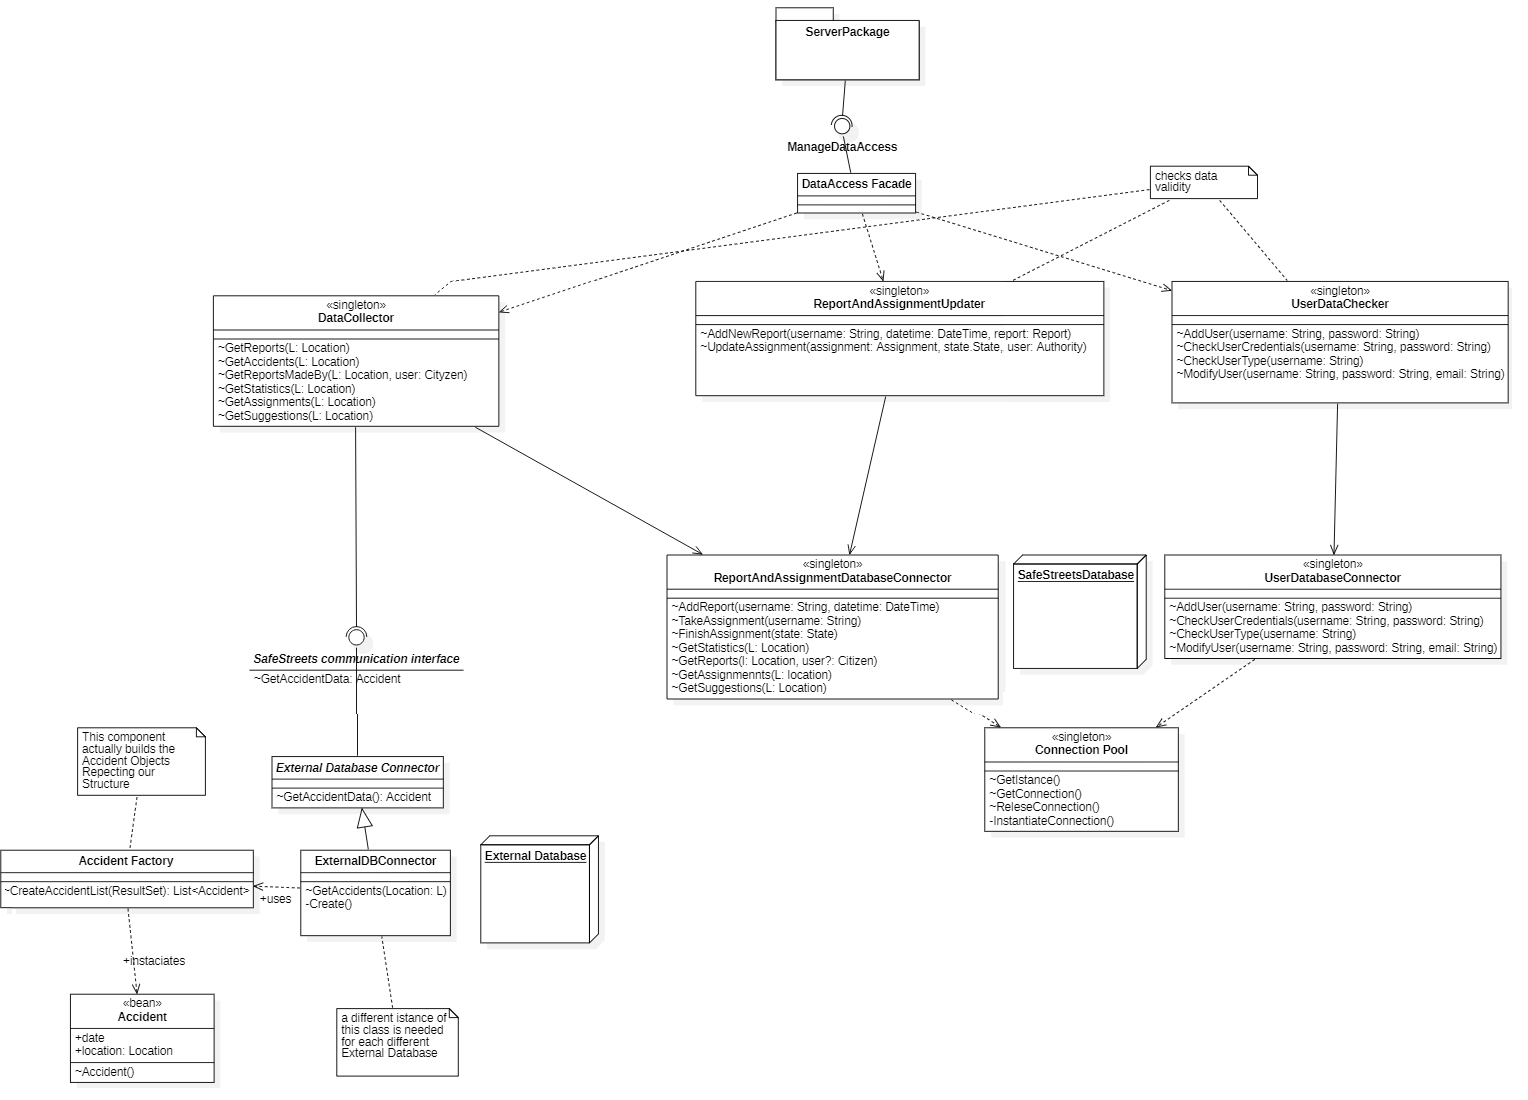 ServerPackage
ManageDataAccess
DataAccess Facade
checks data
validity
«singleton»
DataCollector
~GetReports(L: Location)
~GetAccidents(L: Location)
~GetReportsMadeBy(L: Location, user: Cityzen)
~GetStatistics(L: Location)
~GetAssignments(L: Location)
~GetSuggestions(L: Location)
«singleton»
ReportAndAssignmentUpdater
~AddNewReport(username: String, datetime: DateTime, report: Report)
~UpdateAssignment(assignment: Assignment, state.State, user: Authority)
«singleton»
UserDataChecker
~AddUser(username: String, password: String)
~CheckUserCredentials(username: String, password: String)
~CheckUserType(username: String)
~ModifyUser(username: String, password: String, email: String)
SafeStreets communication interface
~GetAccidentData: Accident
«singleton»
ReportAndAssignmentDatabaseConnector
~AddReport(username: String, datetime: DateTime)
~TakeAssignment(username: String)
~FinishAssignment(state: State)
~GetStatistics(L: Location)
~GetReports(l: Location, user?: Citizen)
~GetAssignmennts(L: location)
~GetSuggestions(L: Location)
SafeStreetsDatabase
«singleton»
UserDatabaseConnector
~AddUser(username: String, password: String)
~CheckUserCredentials(username: String, password: String)
~CheckUserType(username: String)
~ModifyUser(username: String, password: String, email: String)
«singleton»
Connection Pool
~GetIstance()
~GetConnection()
~ReleseConnection()
-InstantiateConnection()
This component
actually builds the
Accident Objects
Repecting our
Structure
External Database Connector
~GetAccidentData(): Accident
Accident Factory
~CreateAccidentList(ResultSet): List<Accident>
+uses
ExternalDBConnector
~GetAccidents(Location: L)
-Create()
External Database
+instaciates
«bean»
Accident
+date
+location: Location
~Accident()
a different istance of
this class is needed
for each different
External Database